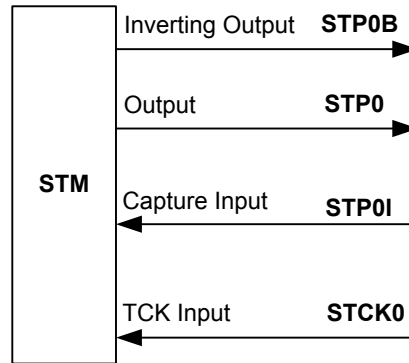 Inverting Output STP0B
Output STP0
STM
Capture Input STP0I
TCK Input STCK0